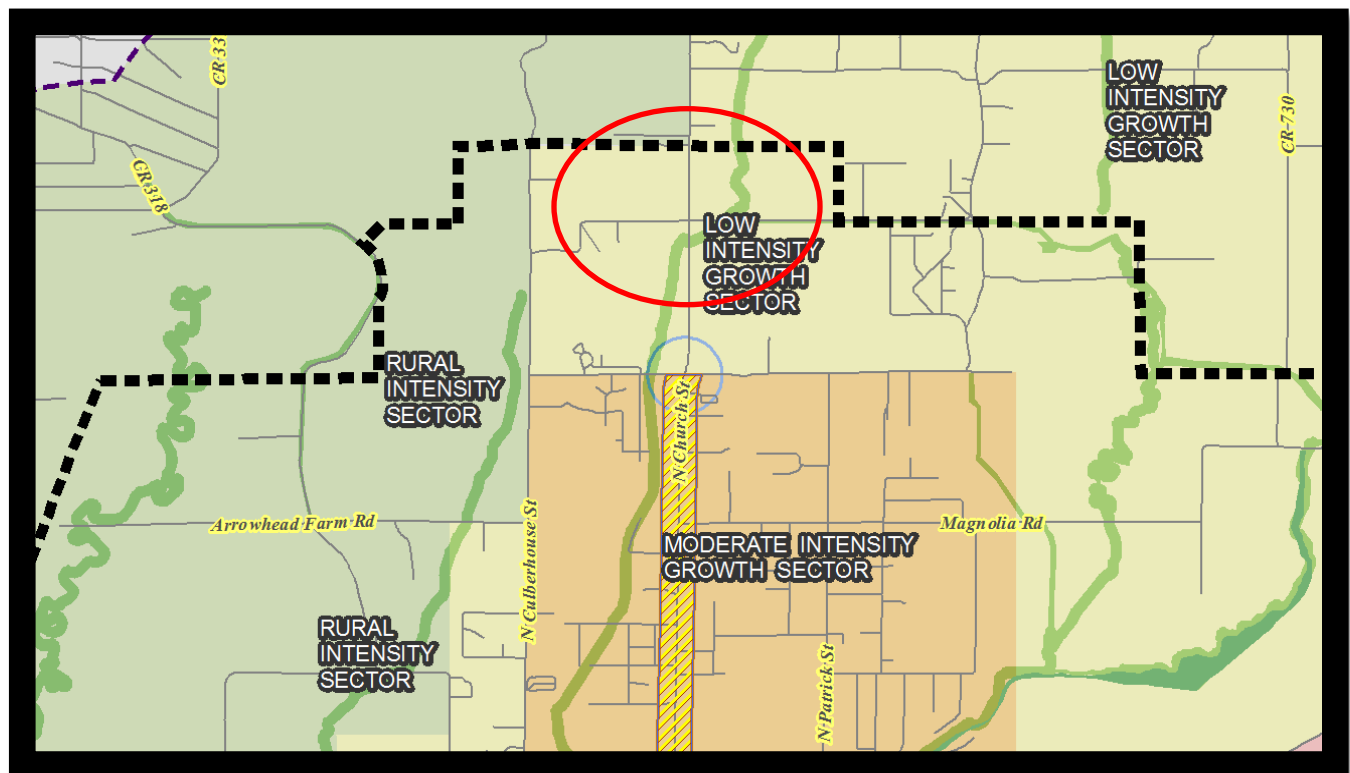 CR 33
LOW
INTENSITY
GROWTH
SECTOR
CR 730
CR 318
LOW
INTENSITY
GROWTH
SECTOR
RURAL
INTENSITY
SECTOR
N Church St
Arrowhead Farm Rd
N Culberhouse St
Magnolia Rd
MODERATE INTENSITY
GROWTH SECTOR
RURAL
INTENSITY
SECTOR
N Patrick St